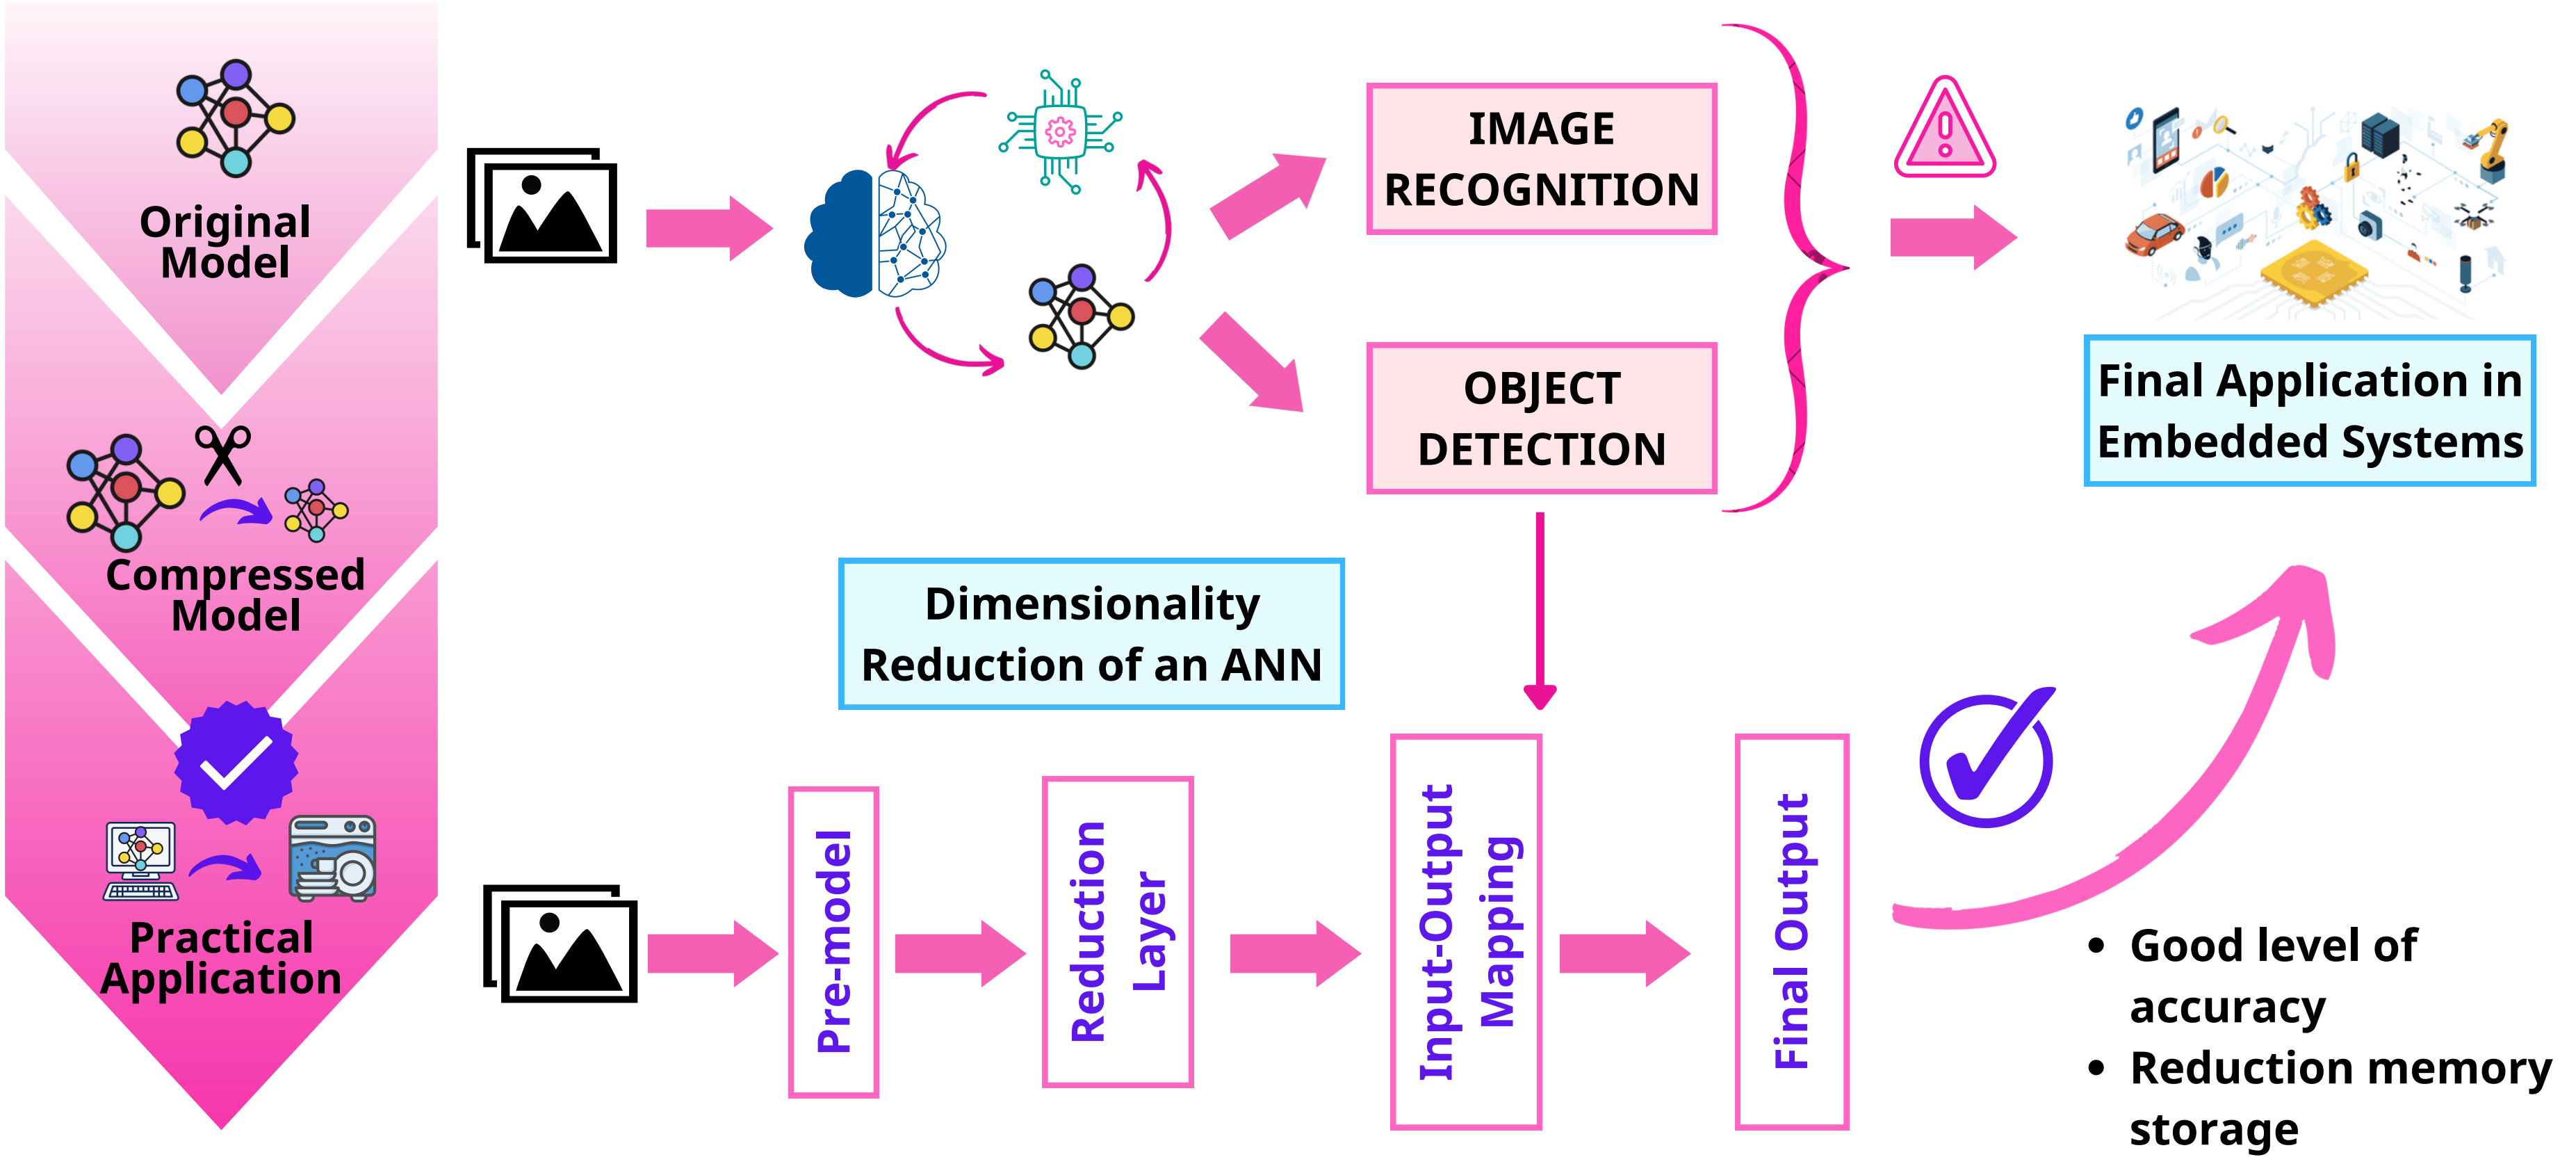 Original
Model
Compressed
Model
Practical
Application
IMAGE
RECOGNITION
OBJECT
DETECTION
Final Application in
Embedded Systems
Dimensionality
Reduction of an ANN
Pre-model
Reduction
Layer
Input-Output
Mapping
Final Output
• Good level of
accuracy
• Reduction memory
storage